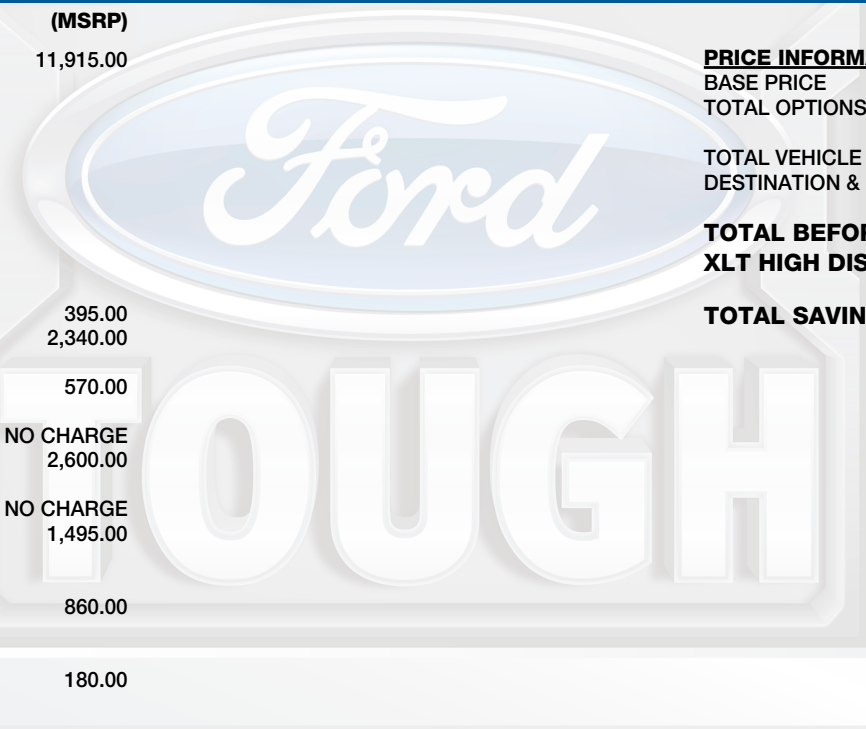 (MSRP)
11,915.00
395.00
2,340.00
570.00
NO CHARGE
2,600.00
NO CHARGE
1,495.00
860.00
180.00
PRICE INFORM
BASE PRICE
TOTAL OPTIONS
TOTAL VEHICLE
DESTINATION &
TOTAL BEFOR
XLT HIGH DIS
TOTAL SAVIN
Ford
TOUGH